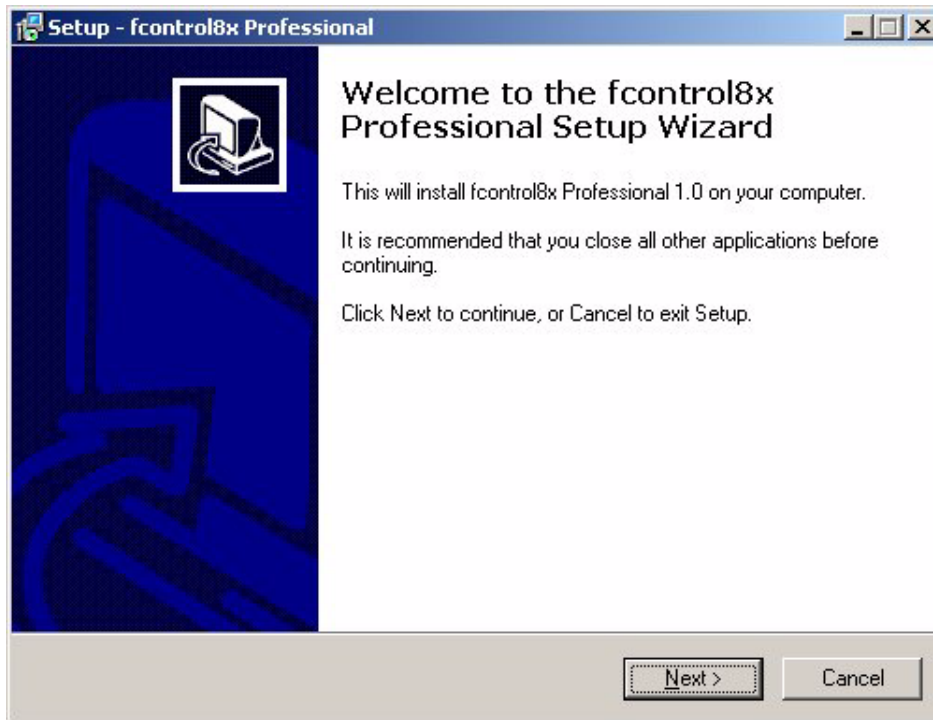 Setup - fcontrol8x Professional
Welcome to the fcontrol8x
Professional Setup Wizard
This will install fcontrol8x Professional 1.0 on your computer.
It is recommended that you close all other applications before
continuing.
Click Next to continue, or Cancel to exit Setup.
Next > Cancel